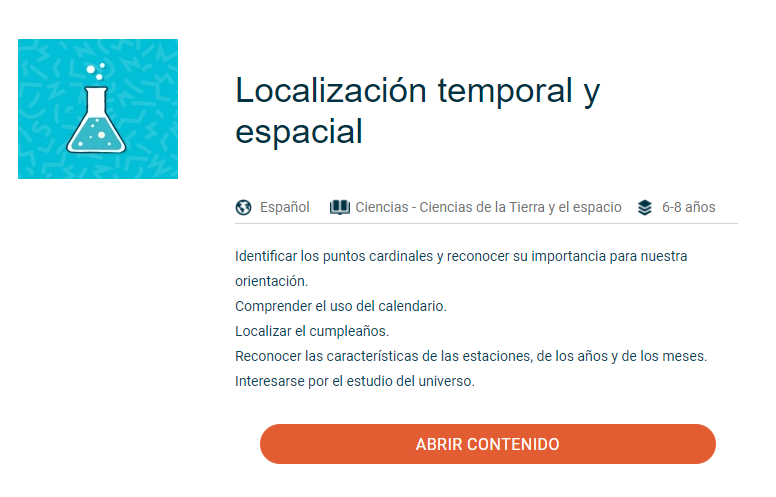 Localización temporal y
espacial
Español
Ciencias - Ciencias de la Tierra y el espacio
6-8 años
Identificar los puntos cardinales y reconocer su importancia para nuestra
orientación.
Comprender el uso del calendario.
Localizar el cumpleaños.
Reconocer las características de las estaciones, de los años y de los meses.
Interesarse por el estudio del universo.
ABRIR CONTENIDO